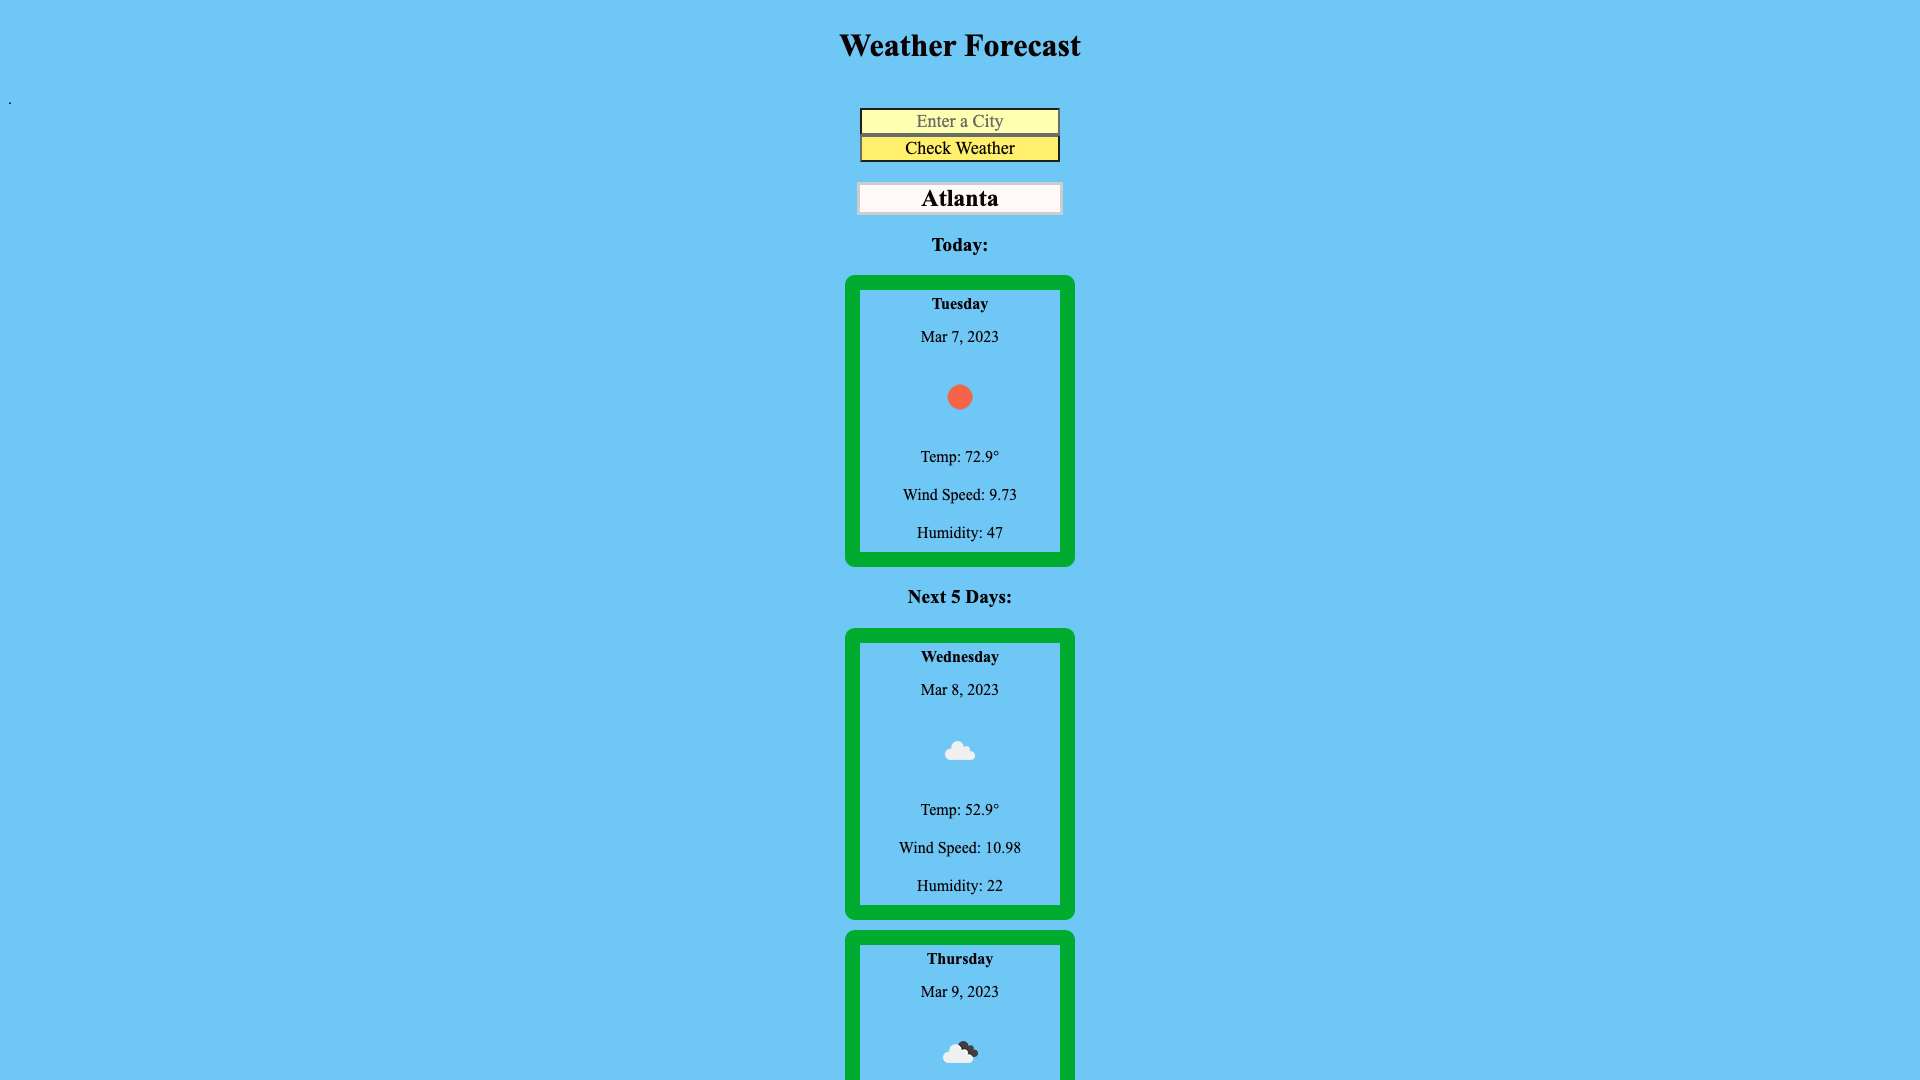 Weather Forecast
.
Enter a City
Check Weather
Atlanta
Today:
Tuesday
Mar 7, 2023
Temp: 72.9°
Wind Speed: 9.73
Humidity: 47
Next 5 Days:
Wednesday
Mar 8, 2023
Temp: 52.9°
Wind Speed: 10.98
Humidity: 22
Thursday
Mar 9, 2023